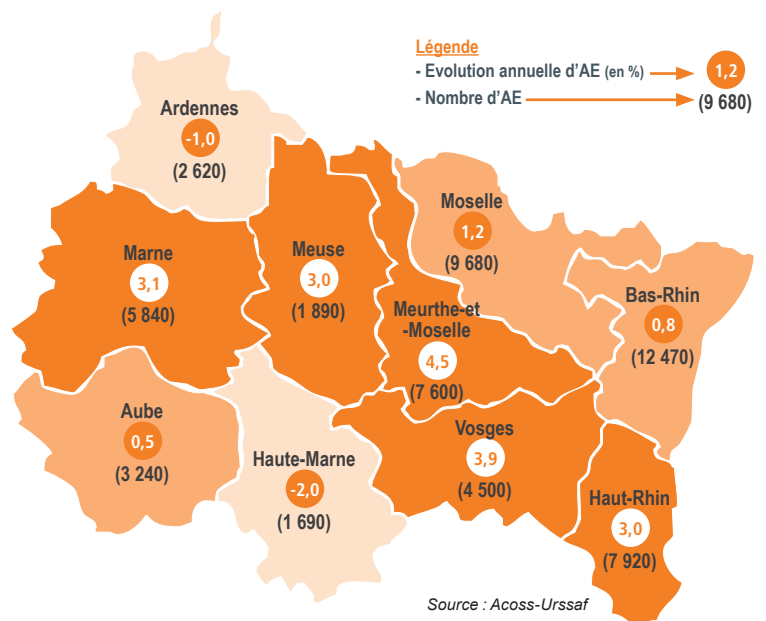 Légende
- Evolution annuelle d'AE (en %)
1,2
- Nombre d'AE
(9 680)
Ardennes
-1,0
(2 620)
Moselle
1,2
(9 680)
Marne
3,1
(5 840)
Meuse
3,0
(1 890)
Bas-Rhin
0,8
(12 470)
Meurthe-et
-Moselle
4,5
(7 600)
Aube
0,5
(3 240)
Haute-Marne
-2,0
(1 690)
Vosges
3,9
(4 500)
Haut-Rhin
3,0
(7 920)
Source : Acoss-Urssaf